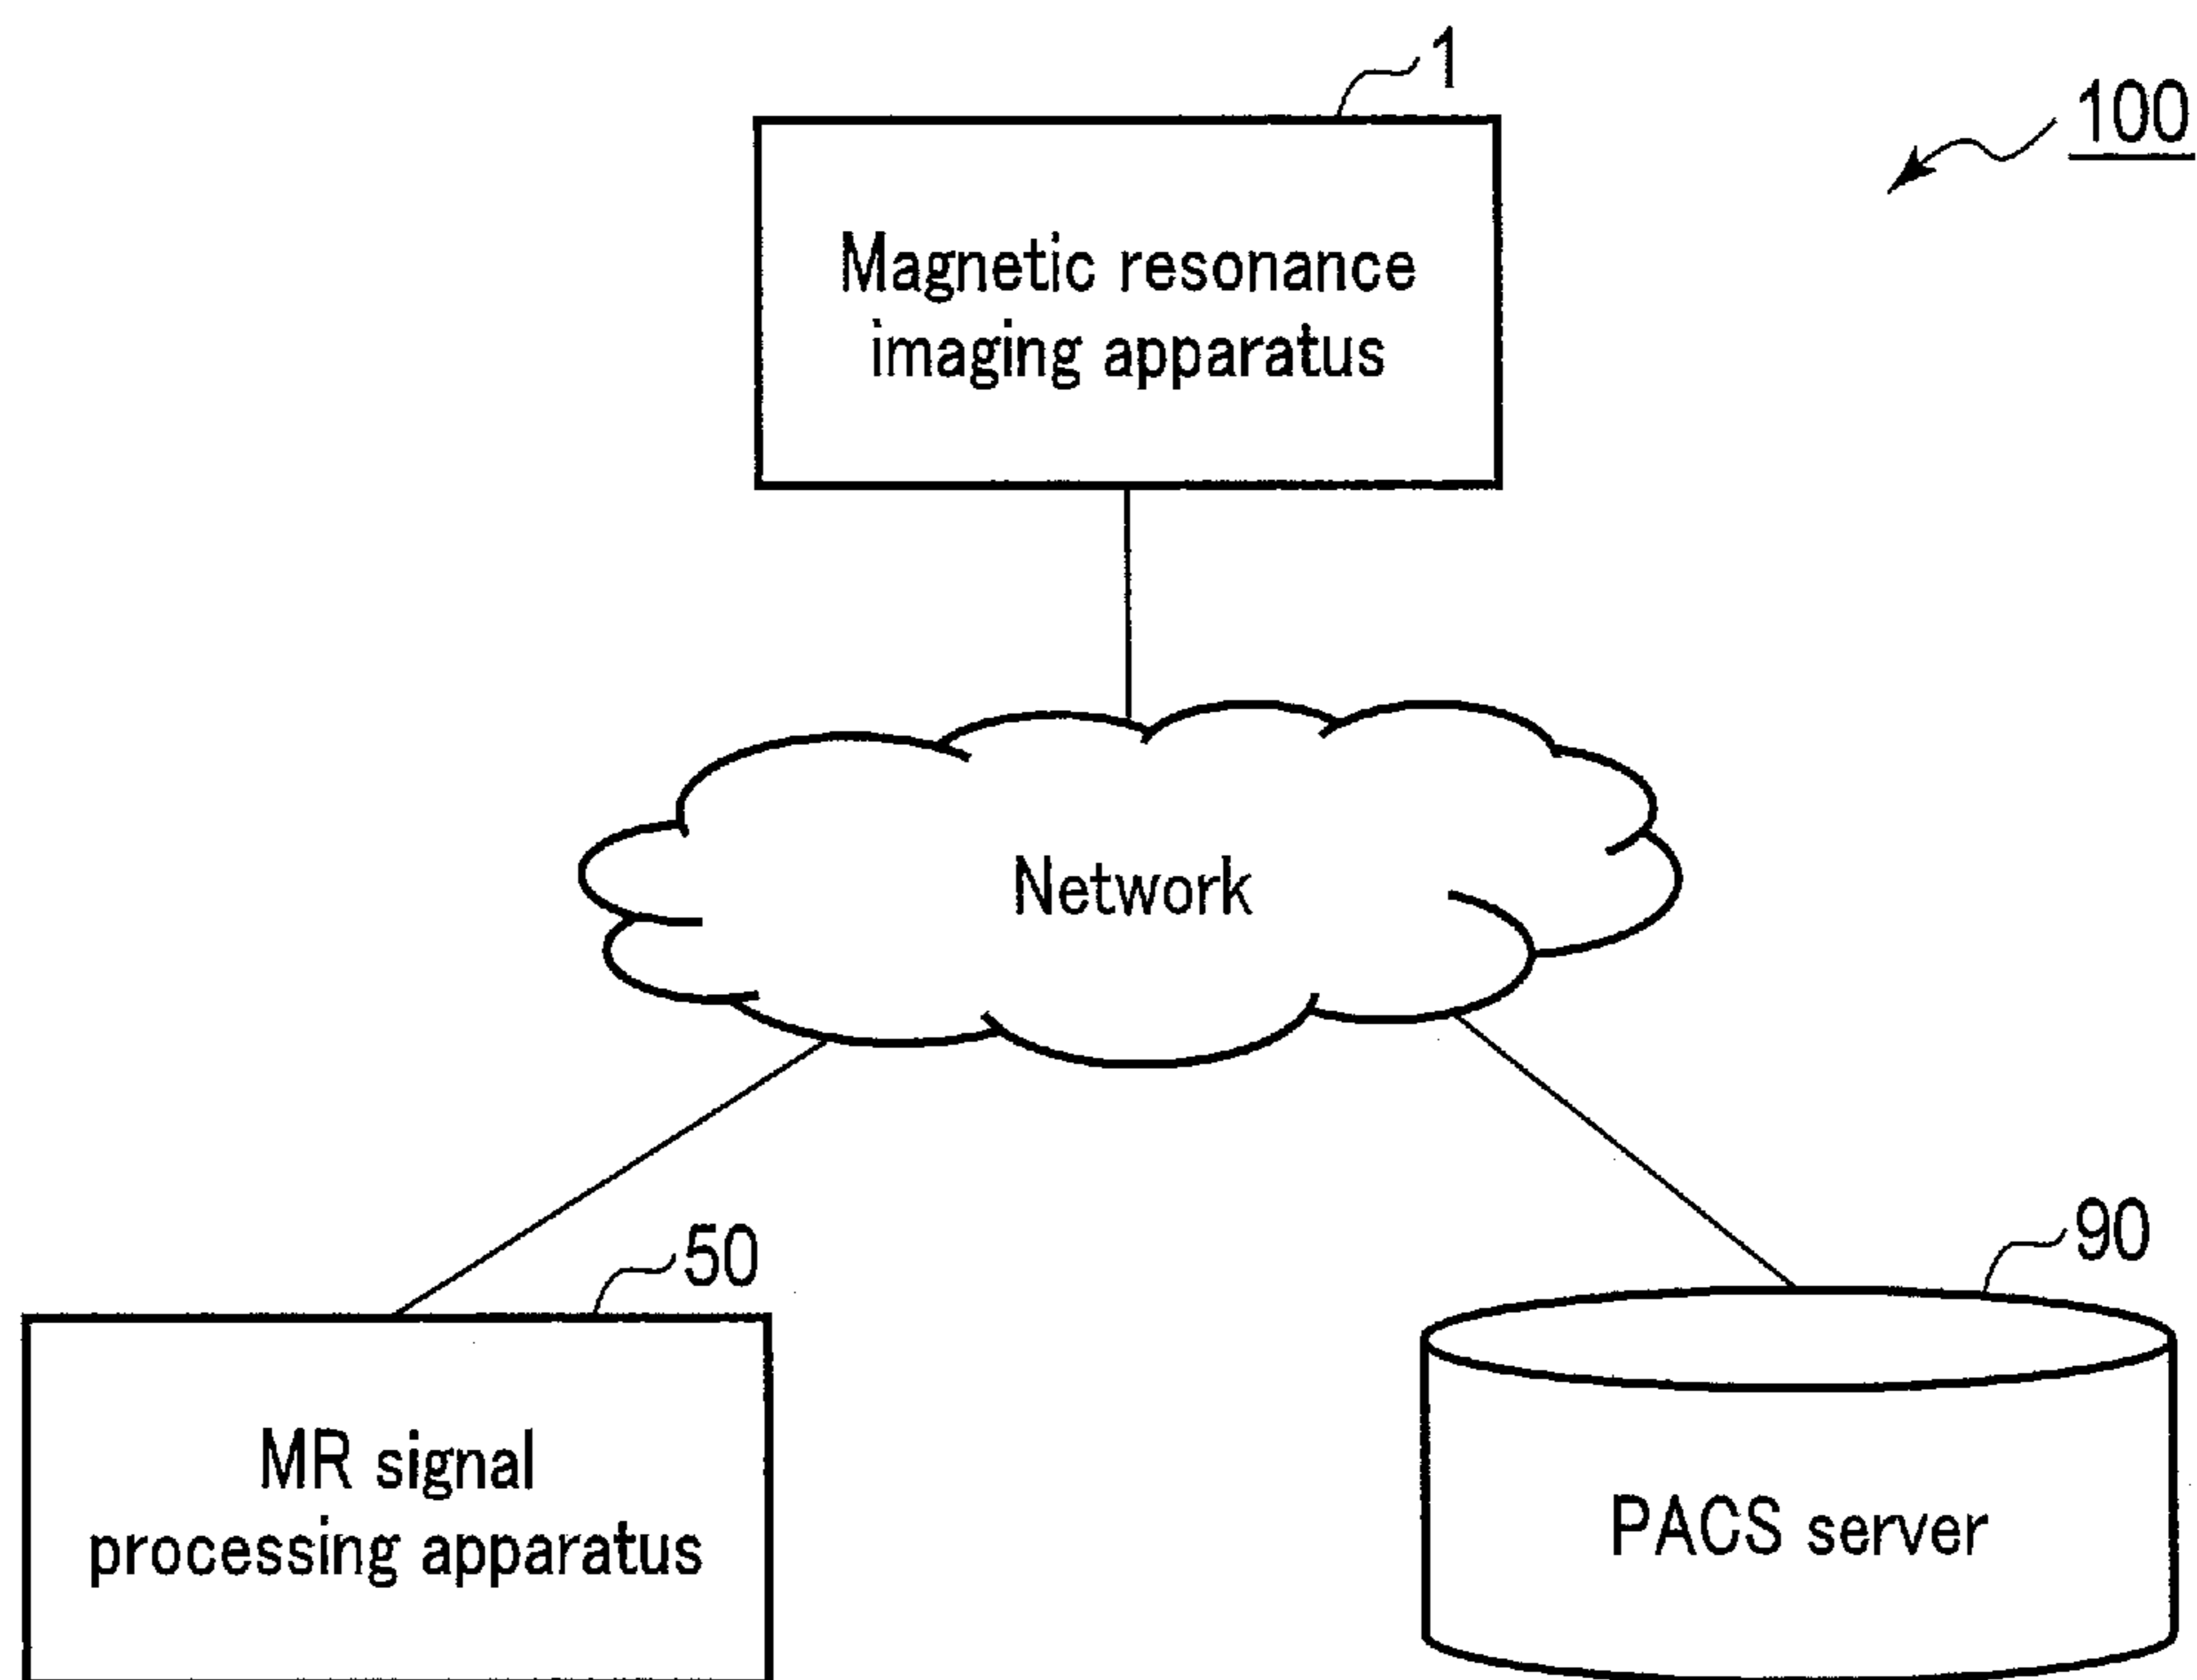 1
100
Magnetic resonance
imaging apparatus
Network
50
90
MR signal
processing apparatus
PACS server